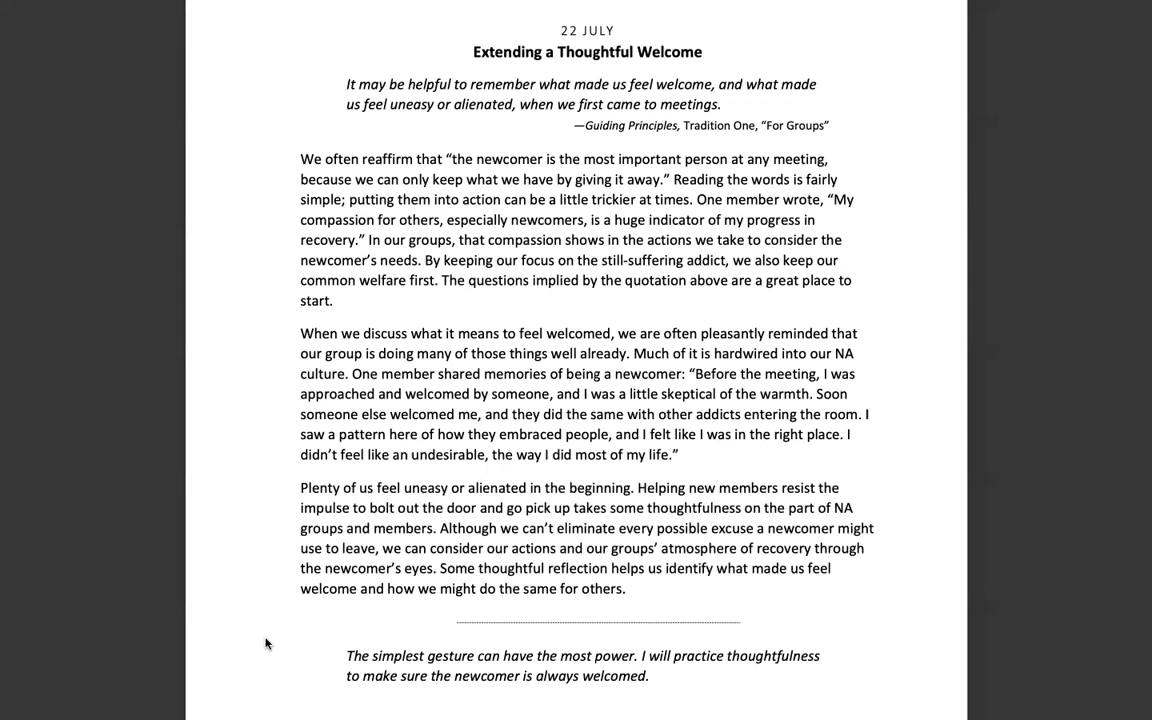 22 JULY
Extending a Thoughtful Welcome
It may be helpful to remember what made us feel welcome, and what made
us feel uneasy or alienated, when we first came to meetings.
—Guiding Principles, Tradition One, “For Groups”
We often reaffirm that “the newcomer is the most important person at any meeting,
because we can only keep what we have by giving it away.” Reading the words is fairly
simple; putting them into action can be a little trickier at times. One member wrote, “My
compassion for others, especially newcomers, is a huge indicator of my progress in
recovery.” In our groups, that compassion shows in the actions we take to consider the
newcomer’s needs. By keeping our focus on the still-suffering addict, we also keep our
common welfare first. The questions implied by the quotation above are a great place to
start.
When we discuss what it means to feel welcomed, we are often pleasantly reminded that
our group is doing many of those things well already. Much of it is hardwired into our NA
culture. One member shared memories of being a newcomer: “Before the meeting, I was
approached and welcomed by someone, and I was a little skeptical of the warmth. Soon
someone else welcomed me, and they did the same with other addicts entering the room. I
saw a pattern here of how they embraced people, and I felt like I was in the right place. I
didn’t feel like an undesirable, the way I did most of my life.”
Plenty of us feel uneasy or alienated in the beginning. Helping new members resist the
impulse to bolt out the door and go pick up takes some thoughtfulness on the part of NA
groups and members. Although we can’t eliminate every possible excuse a newcomer might
use to leave, we can consider our actions and our groups’ atmosphere of recovery through
the newcomer’s eyes. Some thoughtful reflection helps us identify what made us feel
welcome and how we might do the same for others.
The simplest gesture can have the most power. I will practice thoughtfulness
to make sure the newcomer is always welcomed.